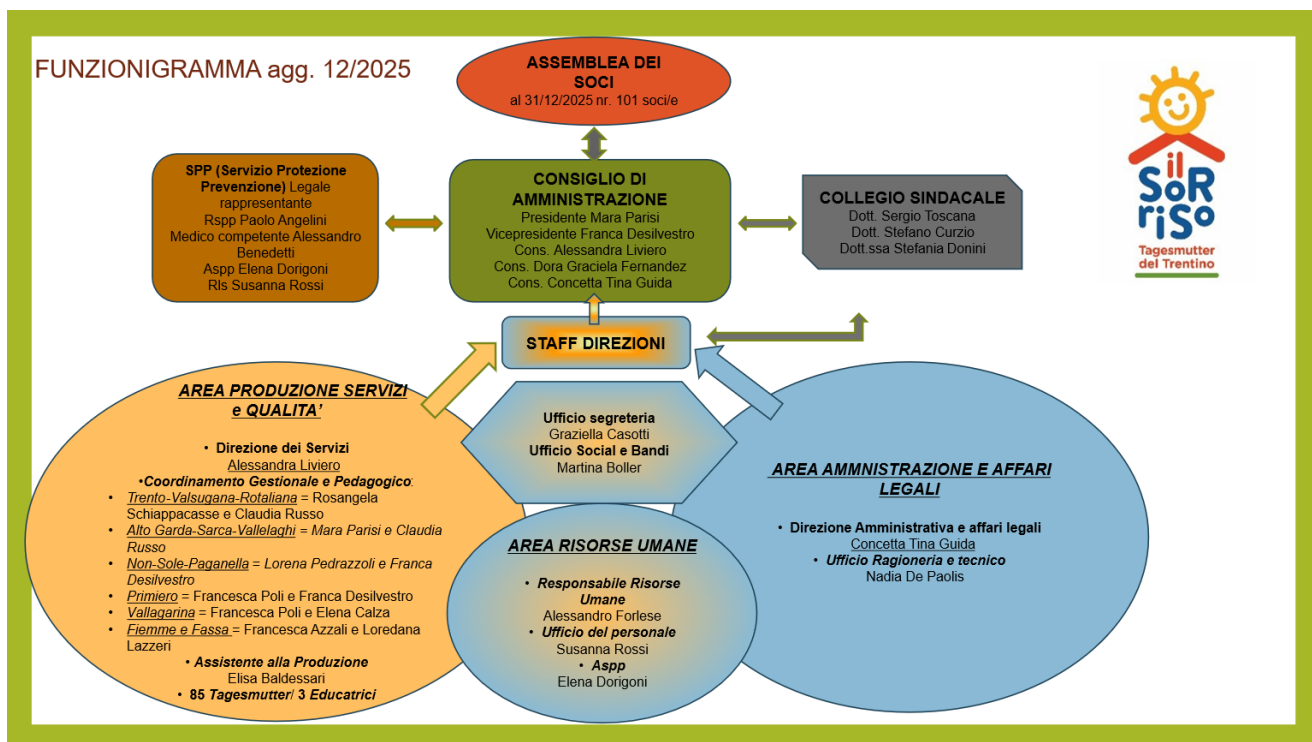 FUNZIONIGRAMMA agg. 12/2025
ASSEMBLEA DEI
SOCI
al 31/12/2025 nr. 101 soci/e
SPP (Servizio Protezione
Prevenzione) Legale
rappresentante
Rspp Paolo Angelini
Medico competente Alessandro
Benedetti
Aspp Elena Dorigoni
Rls Susanna Rossi
CONSIGLIO DI
AMMINISTRAZIONE
Presidente Mara Parisi
Vicepresidente Franca Desilvestro
Cons. Alessandra Liviero
Cons. Dora Graciela Fernandez
Cons. Concetta Tina Guida
COLLEGIO SINDACALE
Dott. Sergio Toscana
Dott. Stefano Curzio
Dott.ssa Stefania Donini
il
SoR
riSo
Tagesmutter
del Trentino
STAFF DIREZIONI
AREA PRODUZIONE SERVIZI
e QUALITA'
• Direzione dei Servizi
Alessandra Liviero
•Coordinamento Gestionale e Pedagogico:
• Trento-Valsugana-Rotaliana = Rosangela
Schiappacasse e Claudia Russo
• Alto Garda-Sarca-Vallelaghi = Mara Parisi e Claudia
Russo
• Non-Sole-Paganella = Lorena Pedrazzoli e Franca
Desilvestro
• Primiero = Francesca Poli e Franca Desilvestro
• Vallagarina = Francesca Poli e Elena Calza
• Fiemme e Fassa = Francesca Azzali e Loredana
Lazzeri
• Assistente alla Produzione
Elisa Baldessari
• 85 Tagesmutter/ 3 Educatrici
Ufficio segreteria
Graziella Casotti
Ufficio Social e Bandi
Martina Boller
AREA RISORSE UMANE
• Responsabile Risorse
Umane
Alessandro Forlese
• Ufficio del personale
Susanna Rossi
• Aspp
Elena Dorigoni
AREA AMMNISTRAZIONE E AFFARI
LEGALI
• Direzione Amministrativa e affari legali
Concetta Tina Guida
• Ufficio Ragioneria e tecnico
Nadia De Paolis